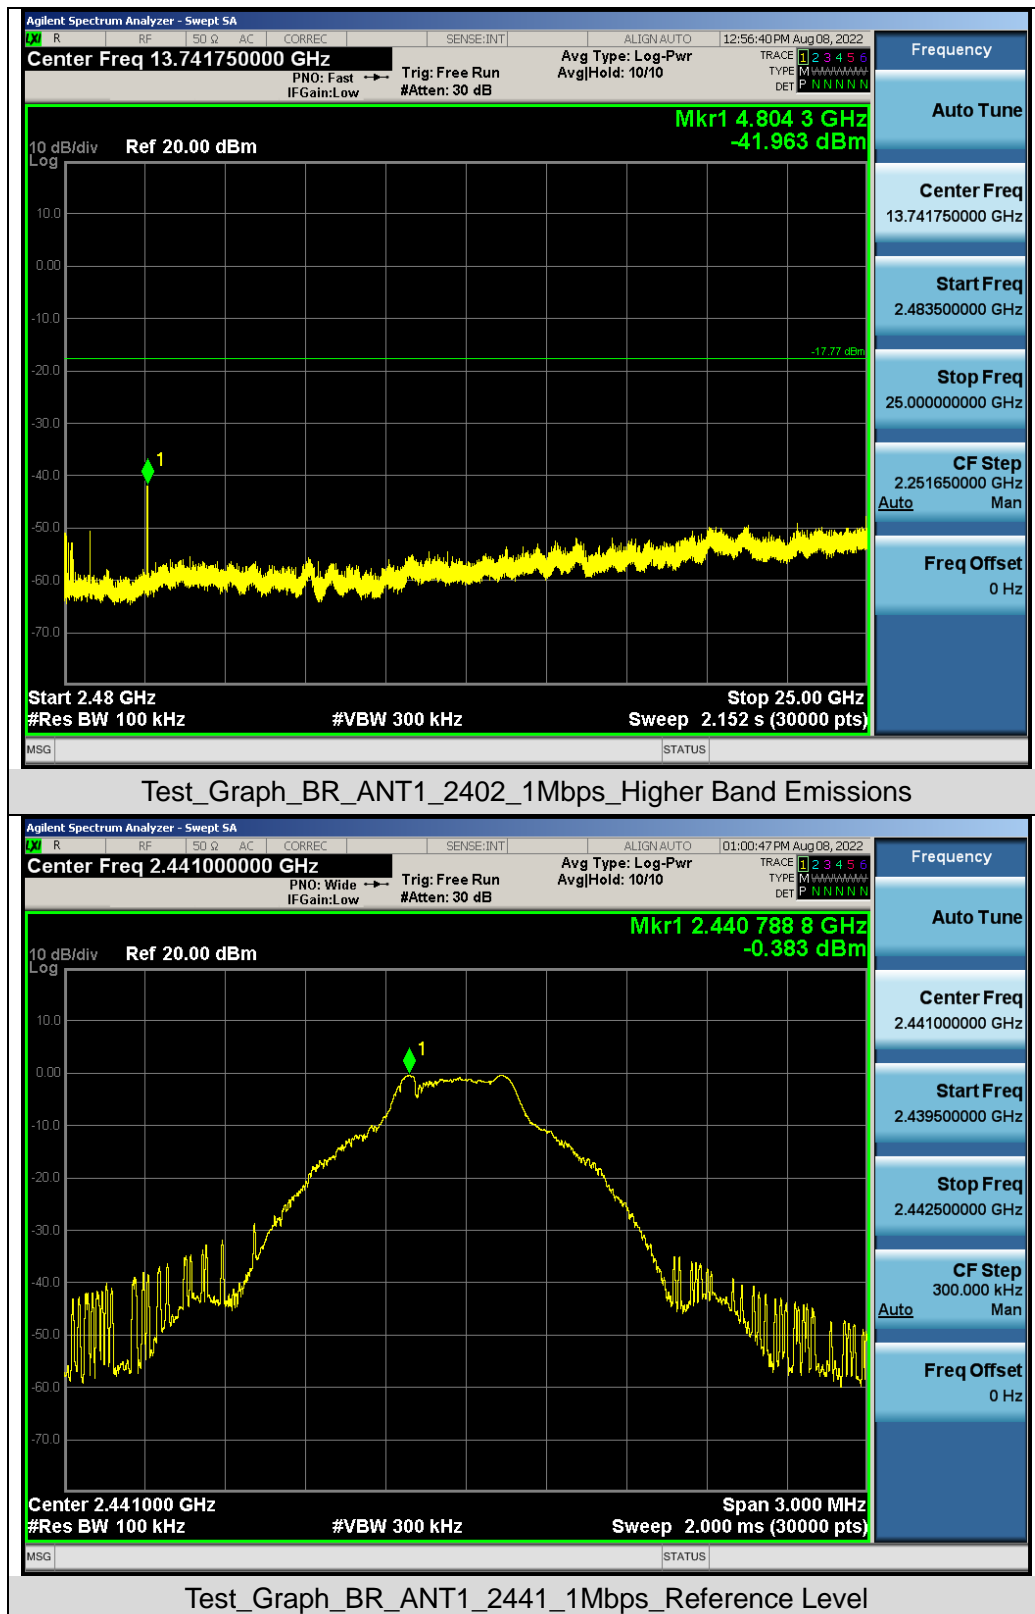 Agilent Spectrum Analyzer - Swept SA
LXI R RF 50 Ω AC CORREC SENSE:INT ALIGN AUTO 12:56:40 PM Aug 08, 2022
Center Freq 13.741750000 GHz
PNO: Fast
IFGain:Low
Trig: Free Run
#Atten: 30 dB
Avg Type: Log-Pwr
Avg|Hold: 10/10
TRACE 1 2 3 4 5 6
TYPE M
DET P N N N N N
Mkr1 4.804 3 GHz
-41.963 dBm
10 dB/div Ref 20.00 dBm
Log
10.0
0.00
-10.0
-17.77 dBm
-20.0
-30.0
1
-40.0
-50.0
-60.0
-70.0
Start 2.48 GHz Stop 25.00 GHz
#Res BW 100 kHz #VBW 300 kHz Sweep 2.152 s (30000 pts)
MSG STATUS
Frequency
Auto Tune
Center Freq
13.741750000 GHz
Start Freq
2.483500000 GHz
Stop Freq
25.000000000 GHz
CF Step
2.251650000 GHz
Auto Man
Freq Offset
0 Hz
Test_Graph_BR_ANT1_2402_1Mbps_Higher Band Emissions
Agilent Spectrum Analyzer - Swept SA
LXI R RF 50 Ω AC CORREC SENSE:INT ALIGN AUTO 01:00:47 PM Aug 08, 2022
Center Freq 2.441000000 GHz
PNO: Wide
IFGain:Low
Trig: Free Run
#Atten: 30 dB
Avg Type: Log-Pwr
Avg|Hold: 10/10
TRACE 1 2 3 4 5 6
TYPE M
DET P N N N N N
Mkr1 2.440 788 8 GHz
-0.383 dBm
10 dB/div Ref 20.00 dBm
Log
10.0
1
0.00
-10.0
-20.0
-30.0
-40.0
-50.0
-60.0
-70.0
Center 2.441000 GHz Span 3.000 MHz
#Res BW 100 kHz #VBW 300 kHz Sweep 2.000 ms (30000 pts)
MSG STATUS
Frequency
Auto Tune
Center Freq
2.441000000 GHz
Start Freq
2.439500000 GHz
Stop Freq
2.442500000 GHz
CF Step
300.000 kHz
Auto Man
Freq Offset
0 Hz
Test_Graph_BR_ANT1_2441_1Mbps_Reference Level